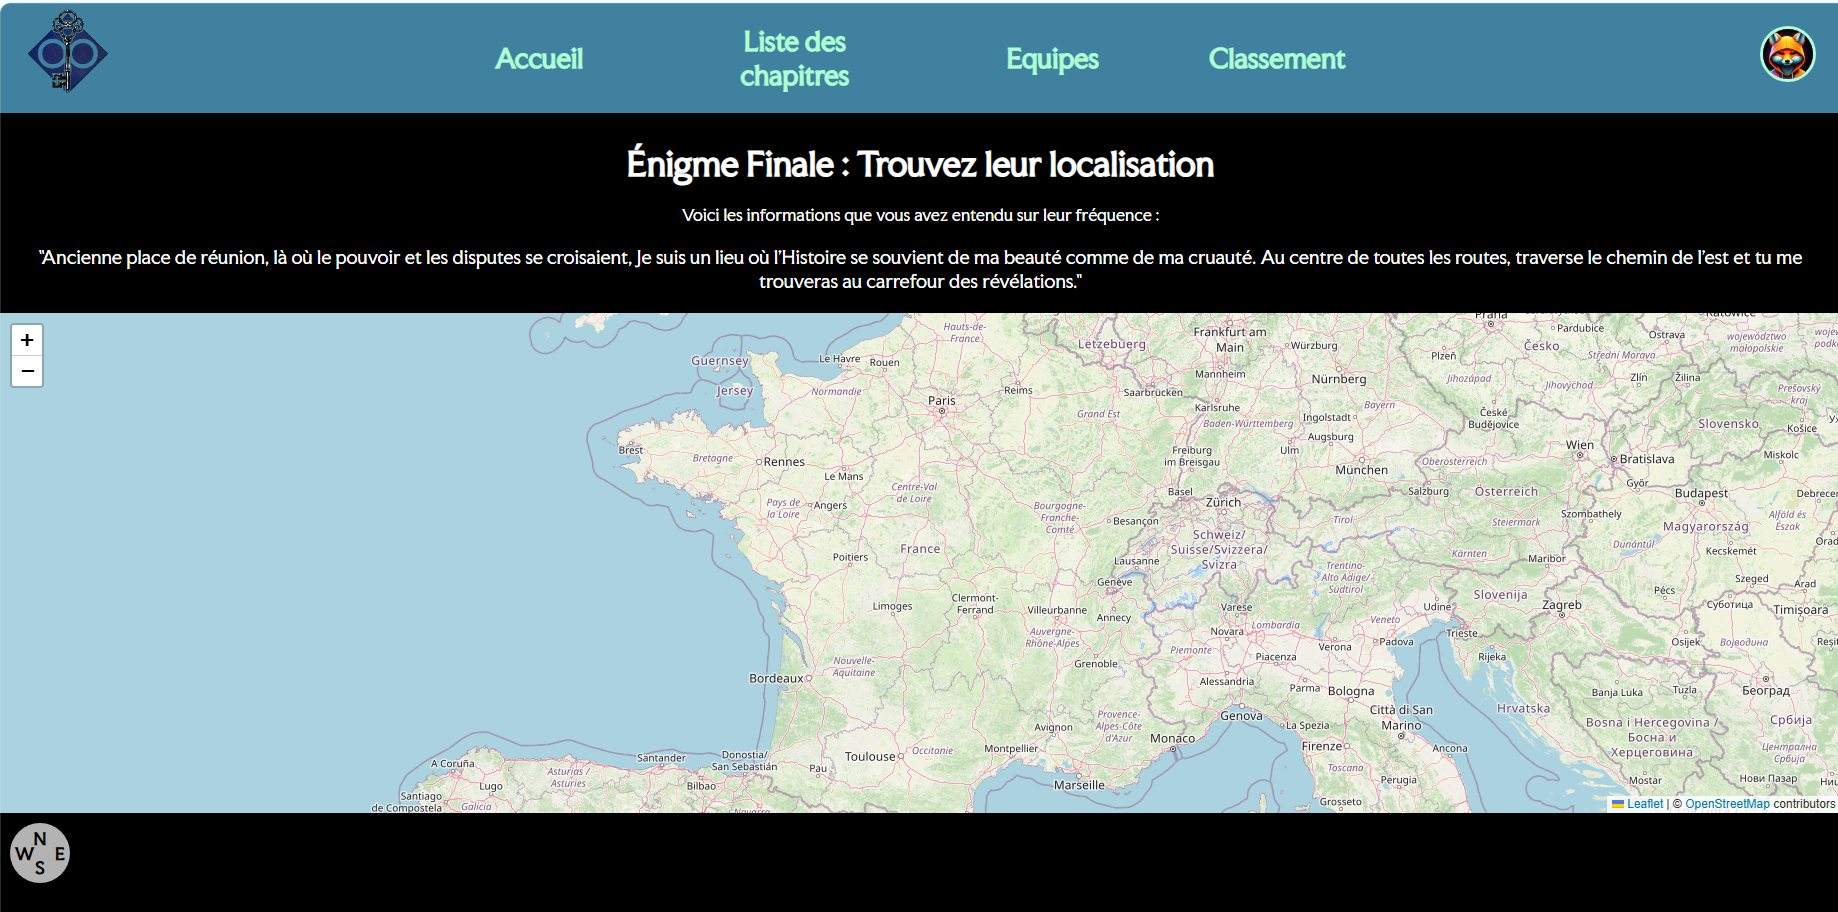 Accueil
Liste des
chapitres
Equipes
Classement
Énigme Finale : Trouvez leur localisation
Voici les informations que vous avez entendu sur leur fréquence :
"Ancienne place de réunion, là où le pouvoir et les disputes se croisaient, Je suis un lieu où l'Histoire se souvient de ma beauté comme de ma cruauté. Au centre de toutes les routes, traverse le chemin de l'est et tu me
trouveras au carrefour des révélations."
+
−
Guernsey
Jersey
Le Havre
Rouen
Hauts-de-
France
Normandie
Paris
Reims
Grand Est
Lëtzebuerg
Saarbrücken
Frankfurt am
Main
Würzburg
Mannheim
Nürnberg
Karlsruhe
Baden-Württemberg
Ingolstadt
Bayern
Augsburg
Ulm
München
Freiburg
im Breisgau
Praha
Pardubice
Česko
Plzeň
Jihozápad
Střední Morava
Ostrava
Jihovýchod
Zlín
Žilina
České
Budějovice
województwo
małopolskie
Katowice
Prešovský
kraj
Slovensko
Košice
Miskolc
Brest
Bretagne
Rennes
Le Mans
Pays de
la Loire
Angers
Centre-Val
de Loire
Bourgogne-
Franche-
Comté
Besançon
Basel
Zürich
Schweiz/
Suisse/Svizzera/
Svizra
Lausanne
Genève
Wien
Bratislava
Oberösterreich
Salzburg
Österreich
Győr
Budapest
Debrecen
Szombathely
Tirol
Steiermark
Magyarország
Alföld és
Észak
Kärnten
Maribor
Dunántúl
Kecskemét
Orad
Poitiers
France
Limoges
Clermont-
Ferrand
Villeurbanne
Annecy
Auvergne-
Rhône-Alpes
Grenoble
Trentino-
Alto Adige/
Südtirol
Varese
Lombardia
Novara
Piemonte
Piacenza
Verona
Veneto
Padova
Udine
Trieste
Slovenija
Zagreb
Rijeka
Pécs
Szeged
Arad
Суботица
Timișoara
Osijek
Војводина
Reșiț
Nouvelle-
Aquitaine
Bordeaux
Alessandria
Parma
Bologna
Genova
La Spezia
Città di San
Marino
Firenze
Ancona
Toscana
Perugia
Grosseto
Hrvatska
Banja Luka
Tuzla
Београд
Bosna i Hercegovina /
Босна и
Херцеговина
Србија
Централна
Србија
Mostar
Нови Пазар
Avignon
Provence-
Alpes-Côte
d'Azur
Monaco
Montpellier
Marseille
Toulouse
Occitanie
Pau
Donostia/
San Sebastián
Bilbao
Santander
Asturias /
Asturies
A Coruña
Lugo
Santiago
de Compostela
Galicia
Leaflet | © OpenStreetMap contributors
N
W E
S